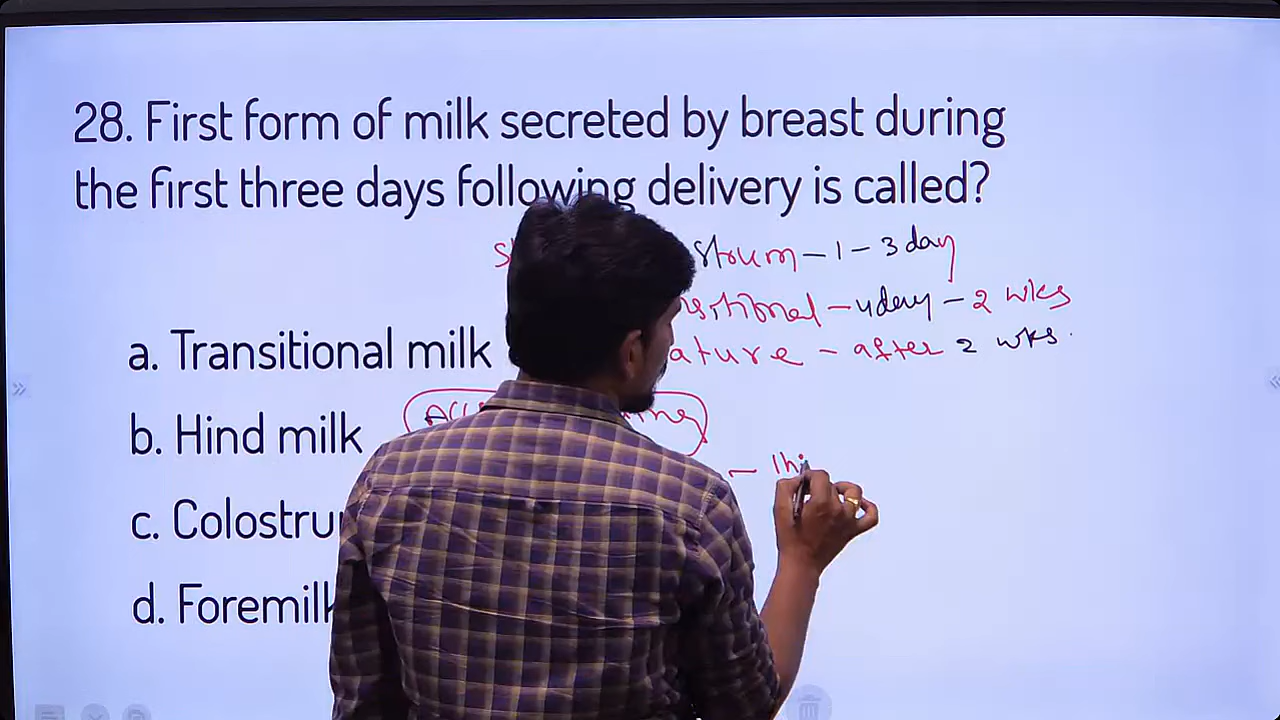 28. First form of milk secreted by breast during
the first three days following delivery is called?
strum - 1 - 3 day
sitional - 4 day - 2 wks
a. Transitional milk
ature - after 2 wks.
b. Hind milk
c. Colostru
d. Foremilk